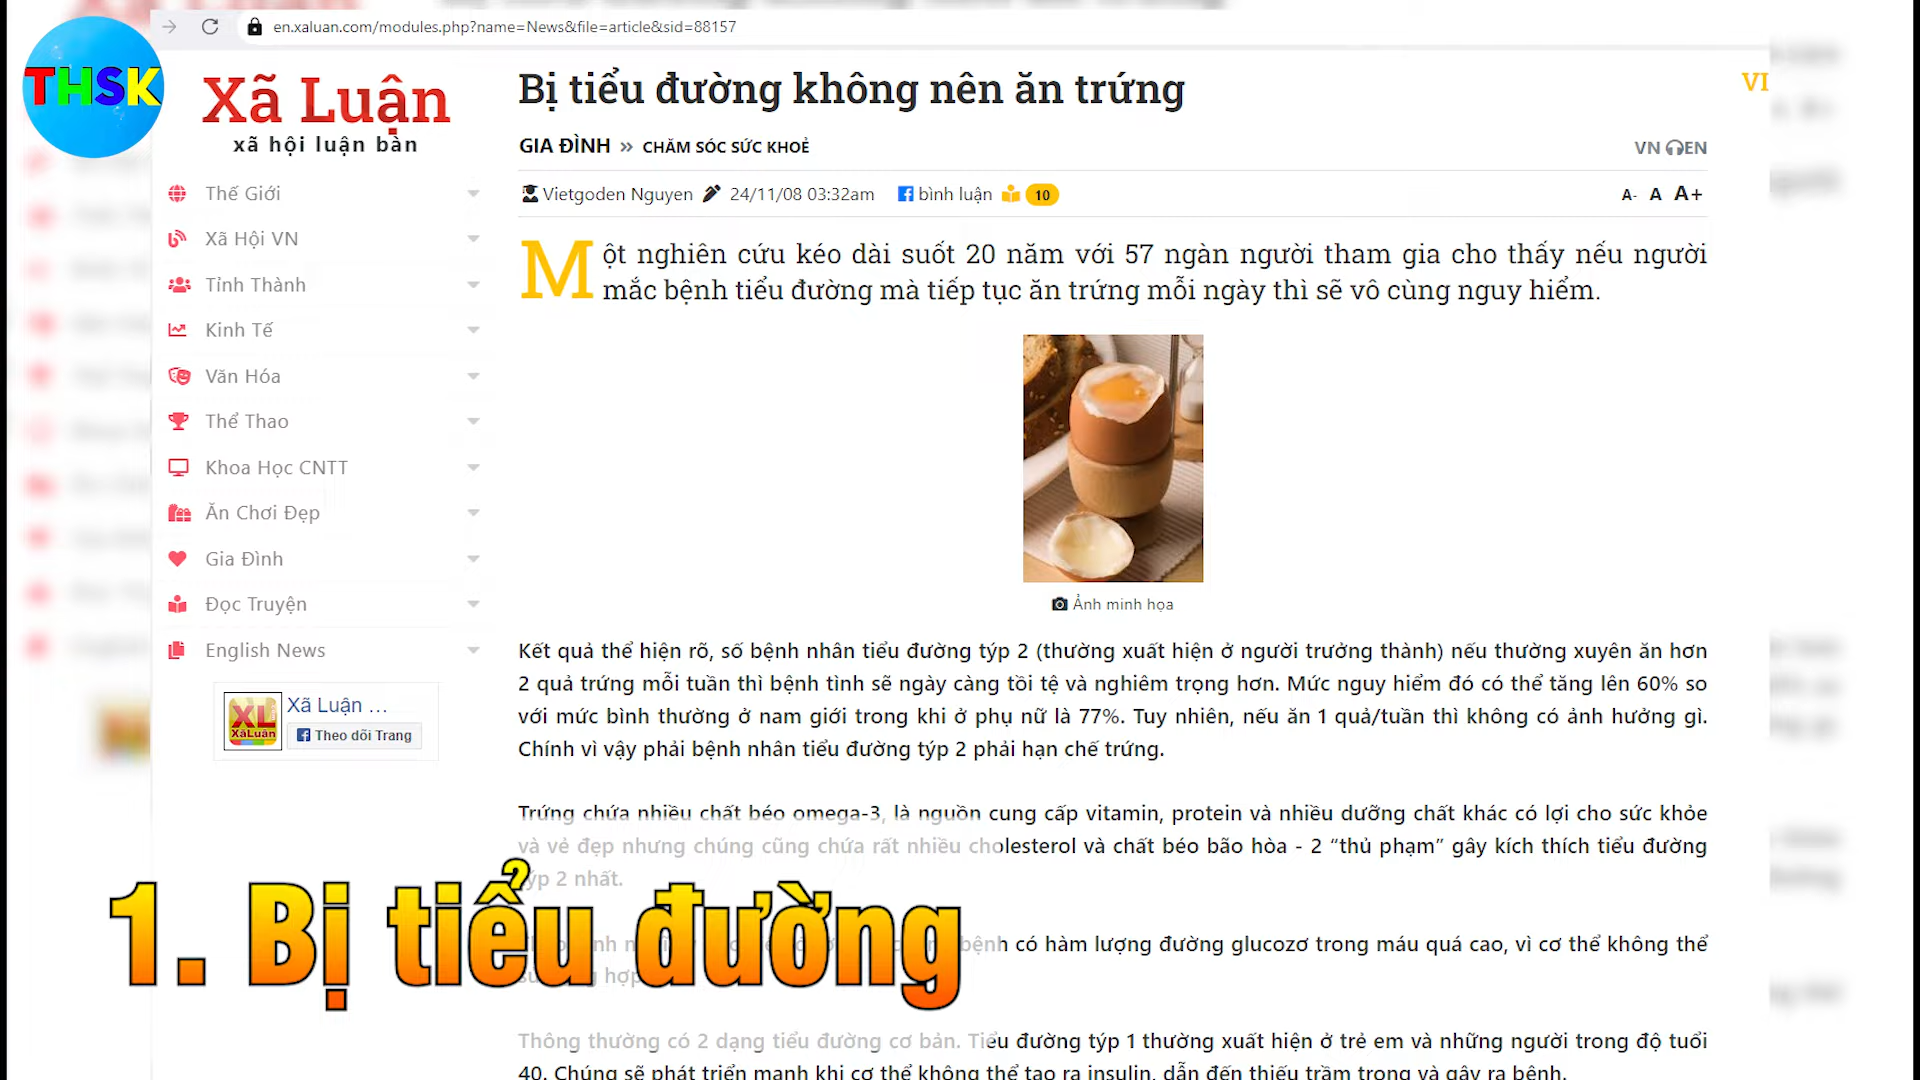 THSK
en.xaluan.com/modules.php?name=News&file=article&sid=88157
Xã Luận
xã hội luận bàn
Thế Giới
Xã Hội VN
Tỉnh Thành
Kinh Tế
Văn Hóa
Thể Thao
Khoa Học CNTT
Ăn Chơi Đẹp
Gia Đình
Đọc Truyện
English News
XL
XãLuận
Xã Luận ...
Theo dõi Trang
Bị tiểu đường không nên ăn trứng
VI
GIA ĐÌNH » CHĂM SÓC SỨC KHOẺ
VN EN
Vietgoden Nguyen 24/11/08 03:32am bình luận 10
A- A A+
Một nghiên cứu kéo dài suốt 20 năm với 57 ngàn người tham gia cho thấy nếu người
mắc bệnh tiểu đường mà tiếp tục ăn trứng mỗi ngày thì sẽ vô cùng nguy hiểm.
Ảnh minh họa
Kết quả thể hiện rõ, số bệnh nhân tiểu đường týp 2 (thường xuất hiện ở người trưởng thành) nếu thường xuyên ăn hơn
2 quả trứng mỗi tuần thì bệnh tình sẽ ngày càng tồi tệ và nghiêm trọng hơn. Mức nguy hiểm đó có thể tăng lên 60% so
với mức bình thường ở nam giới trong khi ở phụ nữ là 77%. Tuy nhiên, nếu ăn 1 quả/tuần thì không có ảnh hưởng gì.
Chính vì vậy phải bệnh nhân tiểu đường týp 2 phải hạn chế trứng.
Trứng chứa nhiều chất béo omega-3, là nguồn cung cấp vitamin, protein và nhiều dưỡng chất khác có lợi cho sức khỏe
và vẻ đẹp nhưng chúng cũng chứa rất nhiều cholesterol và chất béo bão hòa - 2 “thủ phạm” gây kích thích tiểu đường
týp 2 nhất.
bệnh có hàm lượng đường glucozơ trong máu quá cao, vì cơ thể không thể
1. Bị tiểu đường
Thông thường có 2 dạng tiểu đường cơ bản. Tiểu đường týp 1 thường xuất hiện ở trẻ em và những người trong độ tuổi
40. Chúng sẽ phát triển mạnh khi cơ thể không thể tạo ra insulin, dẫn đến thiếu trầm trọng và gây ra bệnh.